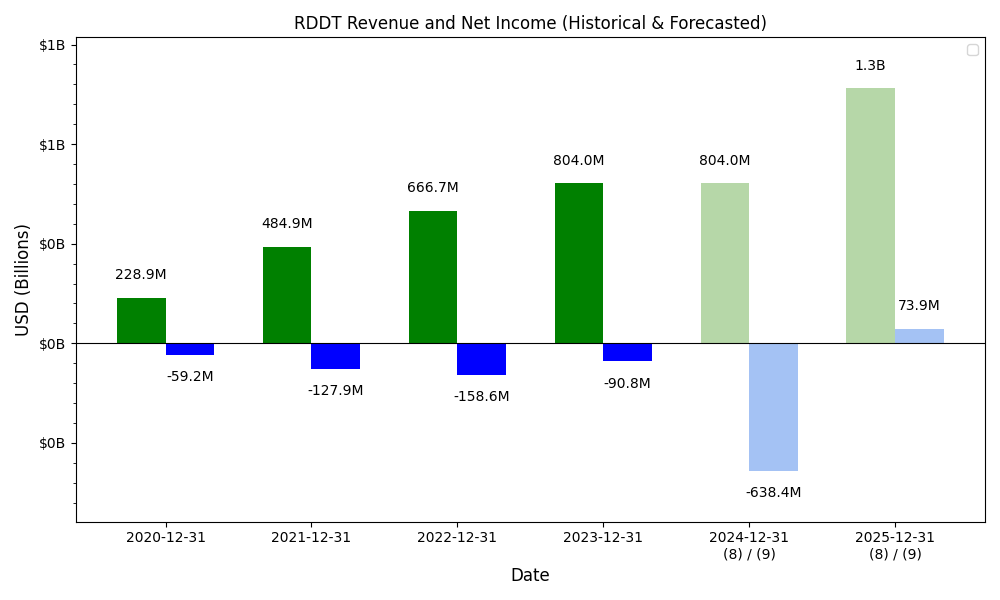 RDDT Revenue and Net Income (Historical & Forecasted)
USD (Billions)
$1B
$1B
$0B
$0B
$0B
228.9M
-59.2M
484.9M
-127.9M
666.7M
-158.6M
804.0M
-90.8M
804.0M
-638.4M
1.3B
73.9M
2020-12-31
2021-12-31
2022-12-31
2023-12-31
2024-12-31
(8) / (9)
2025-12-31
(8) / (9)
Date